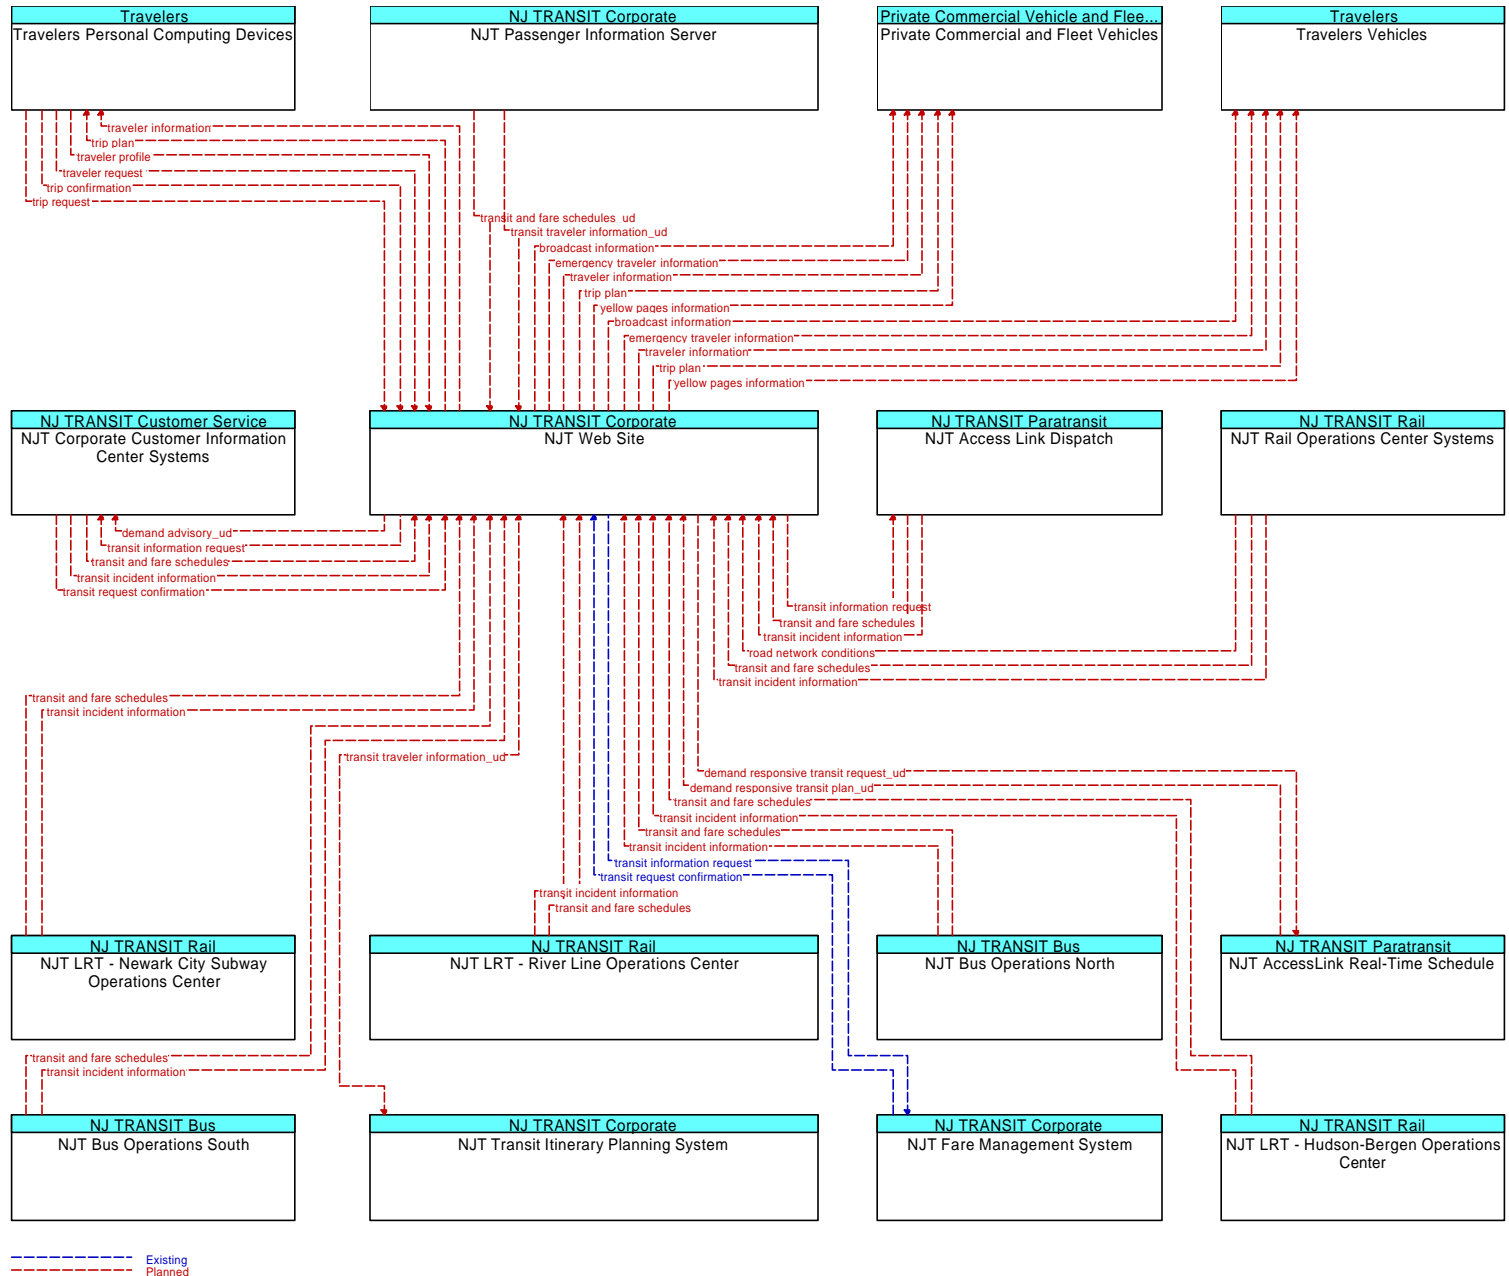 Travelers
Travelers Personal Computing Devices
NJ TRANSIT Corporate
NJT Passenger Information Server
Private Commercial Vehicle and Flee...
Private Commercial and Fleet Vehicles
Travelers
Travelers Vehicles
traveler information
trip plan
traveler profile
traveler request
trip confirmation
trip request
transit and fare schedules_ud
transit traveler information_ud
broadcast information
emergency traveler information
traveler information
trip plan
yellow pages information
broadcast information
emergency traveler information
traveler information
trip plan
yellow pages information
NJ TRANSIT Customer Service
NJT Corporate Customer Information
Center Systems
NJ TRANSIT Corporate
NJT Web Site
NJ TRANSIT Paratransit
NJT Access Link Dispatch
NJ TRANSIT Rail
NJT Rail Operations Center Systems
demand advisory_ud
transit information request
transit and fare schedules
transit incident information
transit request confirmation
transit information request
transit and fare schedules
transit incident information
road network conditions
transit and fare schedules
transit incident information
transit and fare schedules
transit incident information
transit traveler information_ud
demand responsive transit request_ud
demand responsive transit plan_ud
transit and fare schedules
transit incident information
transit and fare schedules
transit incident information
transit information request
transit request confirmation
transit incident information
transit and fare schedules
NJ TRANSIT Rail
NJT LRT - Newark City Subway
Operations Center
NJ TRANSIT Rail
NJT LRT - River Line Operations Center
NJ TRANSIT Bus
NJT Bus Operations North
NJ TRANSIT Paratransit
NJT AccessLink Real-Time Schedule
transit and fare schedules
transit incident information
NJ TRANSIT Bus
NJT Bus Operations South
NJ TRANSIT Corporate
NJT Transit Itinerary Planning System
NJ TRANSIT Corporate
NJT Fare Management System
NJ TRANSIT Rail
NJT LRT - Hudson-Bergen Operations
Center
Existing
Planned